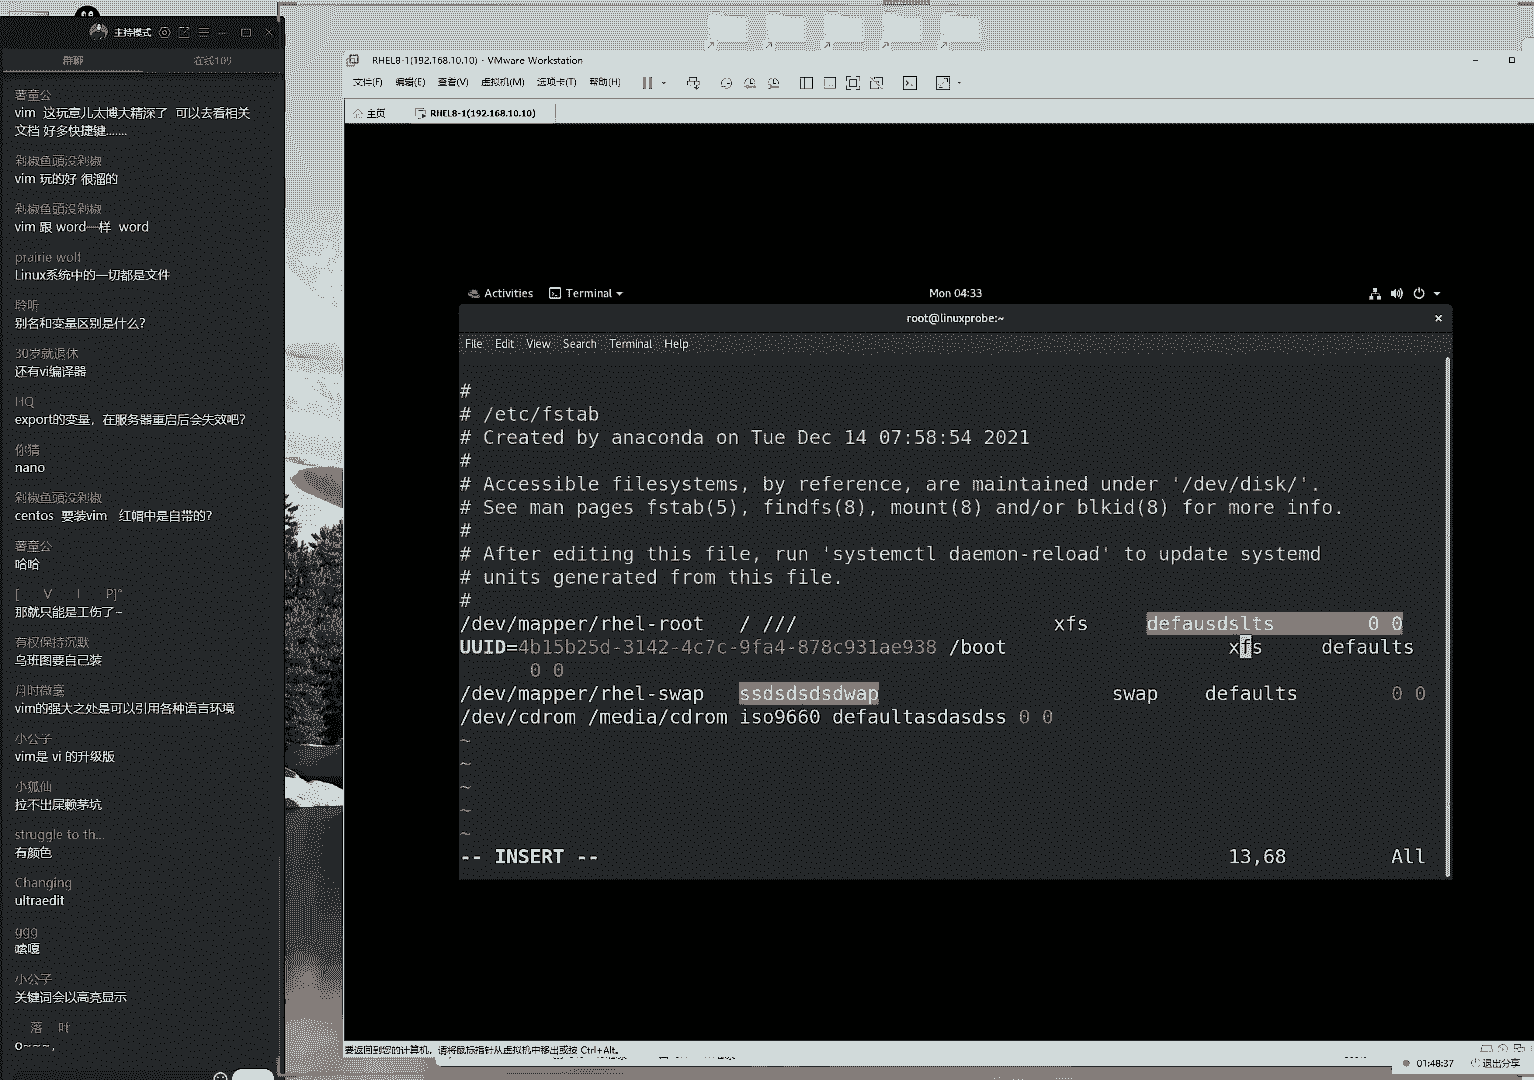 主持模式
群聊
在线109
薯童公
vim 这玩意儿太博大精深了 可以去看相关
文档 好多快捷键......
剁椒鱼頭没剁椒
vim 玩的好 很溜的
剁椒鱼頭没剁椒
vim 跟 word一样 word
prairie wolf
Linux系统中的一切都是文件
聆听
别名和变量区别是什么?
30岁就退休
还有vi编译器
HQ
export的变量，在服务器重启后会失效吧?
你猜
nano
剁椒鱼頭没剁椒
centos 要装vim 红帽中是自带的?
薯童公
哈哈
[ V I P]°
那就只能是工伤了~
有权保持沉默
乌班图要自己装
月时微毫
vim的强大之处是可以引用各种语言环境
小公子
vim是 vi 的升级版
小狐仙
拉不出屎赖茅坑
struggle to th...
有颜色
Changing
ultraedit
ggg
嗆嘎
小公子
关键词会以高亮显示
落 叶
o~~~,
RHEL8-1(192.168.10.10) - VMware Workstation
文件(F) 编辑(E) 查看(V) 虚拟机(M) 选项卡(T) 帮助(H)
主页 RHEL8-1(192.168.10.10)
Activities Terminal Mon 04:33
root@linuxprobe:~
File Edit View Search Terminal Help
#
# /etc/fstab
# Created by anaconda on Tue Dec 14 07:58:54 2021
#
# Accessible filesystems, by reference, are maintained under '/dev/disk/'.
# See man pages fstab(5), findfs(8), mount(8) and/or blkid(8) for more info.
#
# After editing this file, run 'systemctl daemon-reload' to update systemd
# units generated from this file.
#
/dev/mapper/rhel-root / /// xfs defausdslts 0 0
UUID=4b15b25d-3142-4c7c-9fa4-878c931ae938 /boot xfs defaults
0 0
/dev/mapper/rhel-swap ssdsdsdsdwap swap defaults 0 0
/dev/cdrom /media/cdrom iso9660 defaultasdasdss 0 0
~
~
~
~
~
-- INSERT -- 13,68 All
要返回到您的计算机，请将鼠标指针从虚拟机中移出或按 Ctrl+Alt。
01:48:37 退出分享